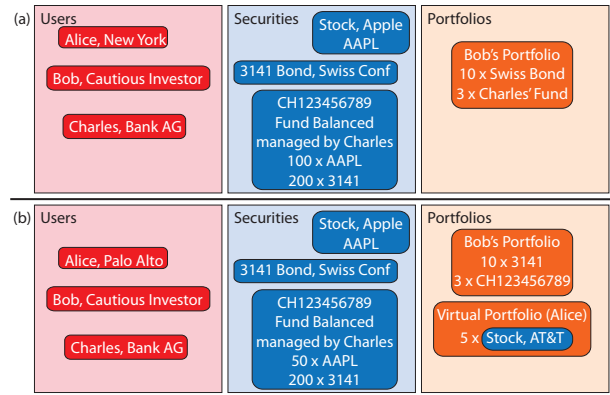 (a) Users
Alice, New York
Bob, Cautious Investor
Charles, Bank AG
Securities
Stock, Apple
AAPL
3141 Bond, Swiss Conf
CH123456789
Fund Balanced
managed by Charles
100 x AAPL
200 x 3141
Portfolios
Bob's Portfolio
10 x Swiss Bond
3 x Charles' Fund
(b) Users
Alice, Palo Alto
Bob, Cautious Investor
Charles, Bank AG
Securities
Stock, Apple
AAPL
3141 Bond, Swiss Conf
CH123456789
Fund Balanced
managed by Charles
50 x AAPL
200 x 3141
Portfolios
Bob's Portfolio
10 x 3141
3 x CH123456789
Virtual Portfolio (Alice)
5 x Stock, AT&T